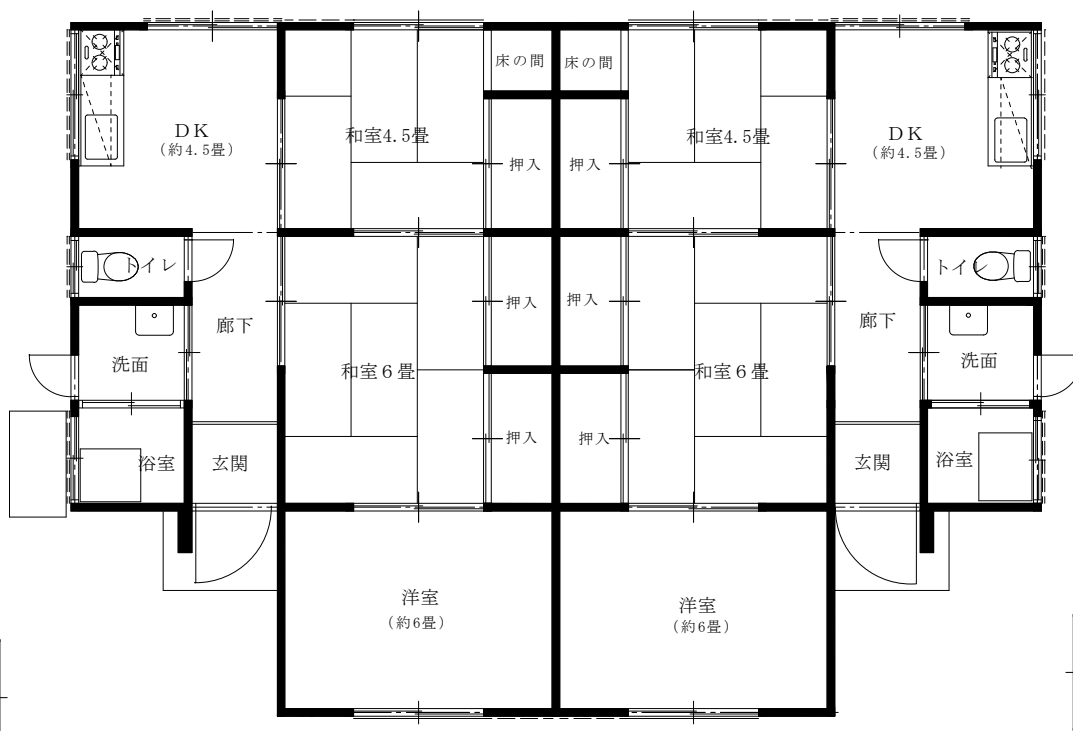 床の間
床の間
DK
(約4.5畳)
和室4.5畳
和室4.5畳
DK
(約4.5畳)
押入
押入
トイレ
トイレ
押入
押入
廊下
廊下
洗面
和室6畳
和室6畳
洗面
押入
押入
浴室
玄関
玄関
浴室
洋室
(約6畳)
洋室
(約6畳)